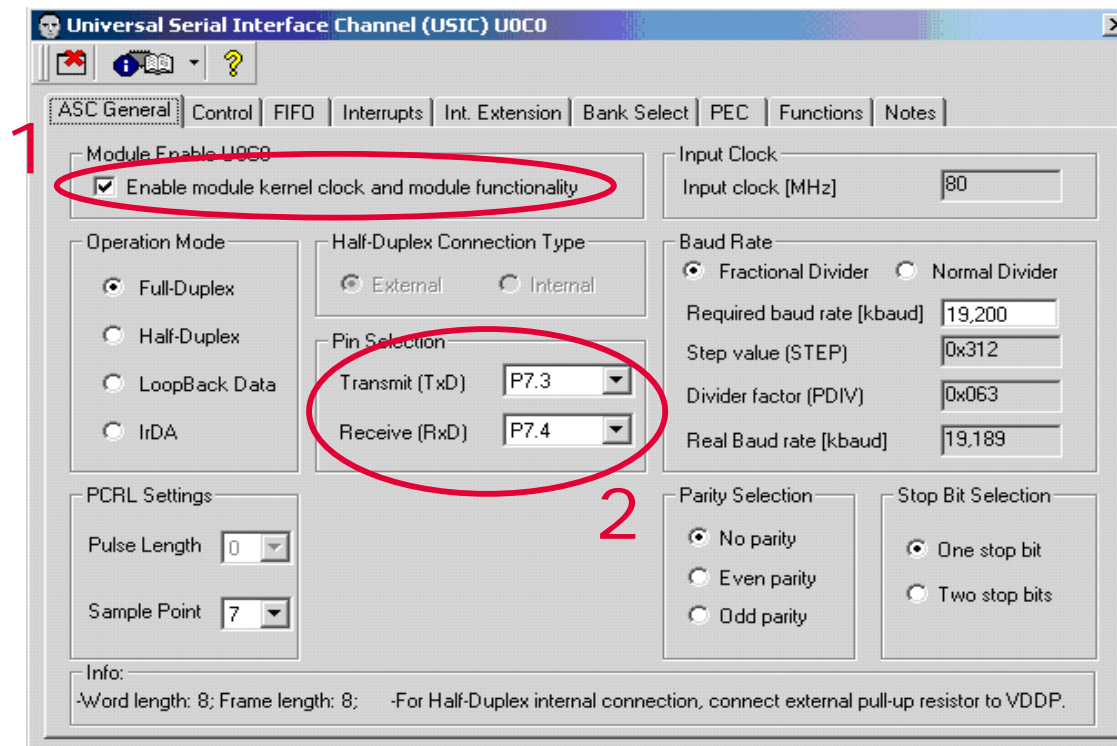 Universal Serial Interface Channel (USIC) U0C0
ASC General Control FIFO Interrupts Int. Extension Bank Select PEC Functions Notes
1
Module Enable U0C0
Enable module kernel clock and module functionality
Input Clock
Input clock [MHz] 80
Operation Mode
Full-Duplex
Half-Duplex
LoopBack Data
IrDA
Half-Duplex Connection Type
External Internal
Pin Selection
Transmit (TxD) P7.3
Receive (RxD) P7.4
2
Baud Rate
Fractional Divider Normal Divider
Required baud rate [kbaud] 19,200
Step value (STEP) 0x312
Divider factor (PDIV) 0x063
Real Baud rate [kbaud] 19,189
PCRL Settings
Pulse Length 0
Sample Point 7
Parity Selection
No parity
Even parity
Odd parity
Stop Bit Selection
One stop bit
Two stop bits
Info:
-Word length: 8; Frame length: 8; -For Half-Duplex internal connection, connect external pull-up resistor to VDDP.